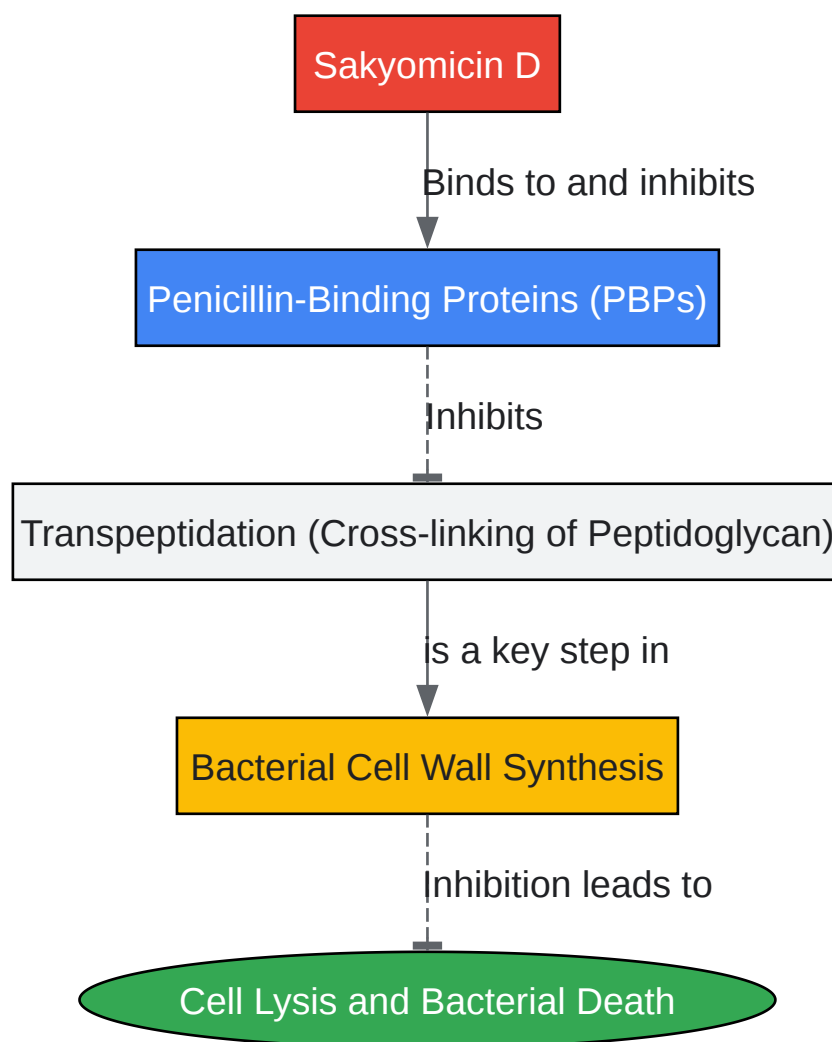 Sakyomicin D
Binds to and inhibits
Penicillin-Binding Proteins (PBPs)
Inhibits
Transpeptidation (Cross-linking of Peptidoglycan)
is a key step in
Bacterial Cell Wall Synthesis
Inhibition leads to
Cell Lysis and Bacterial Death